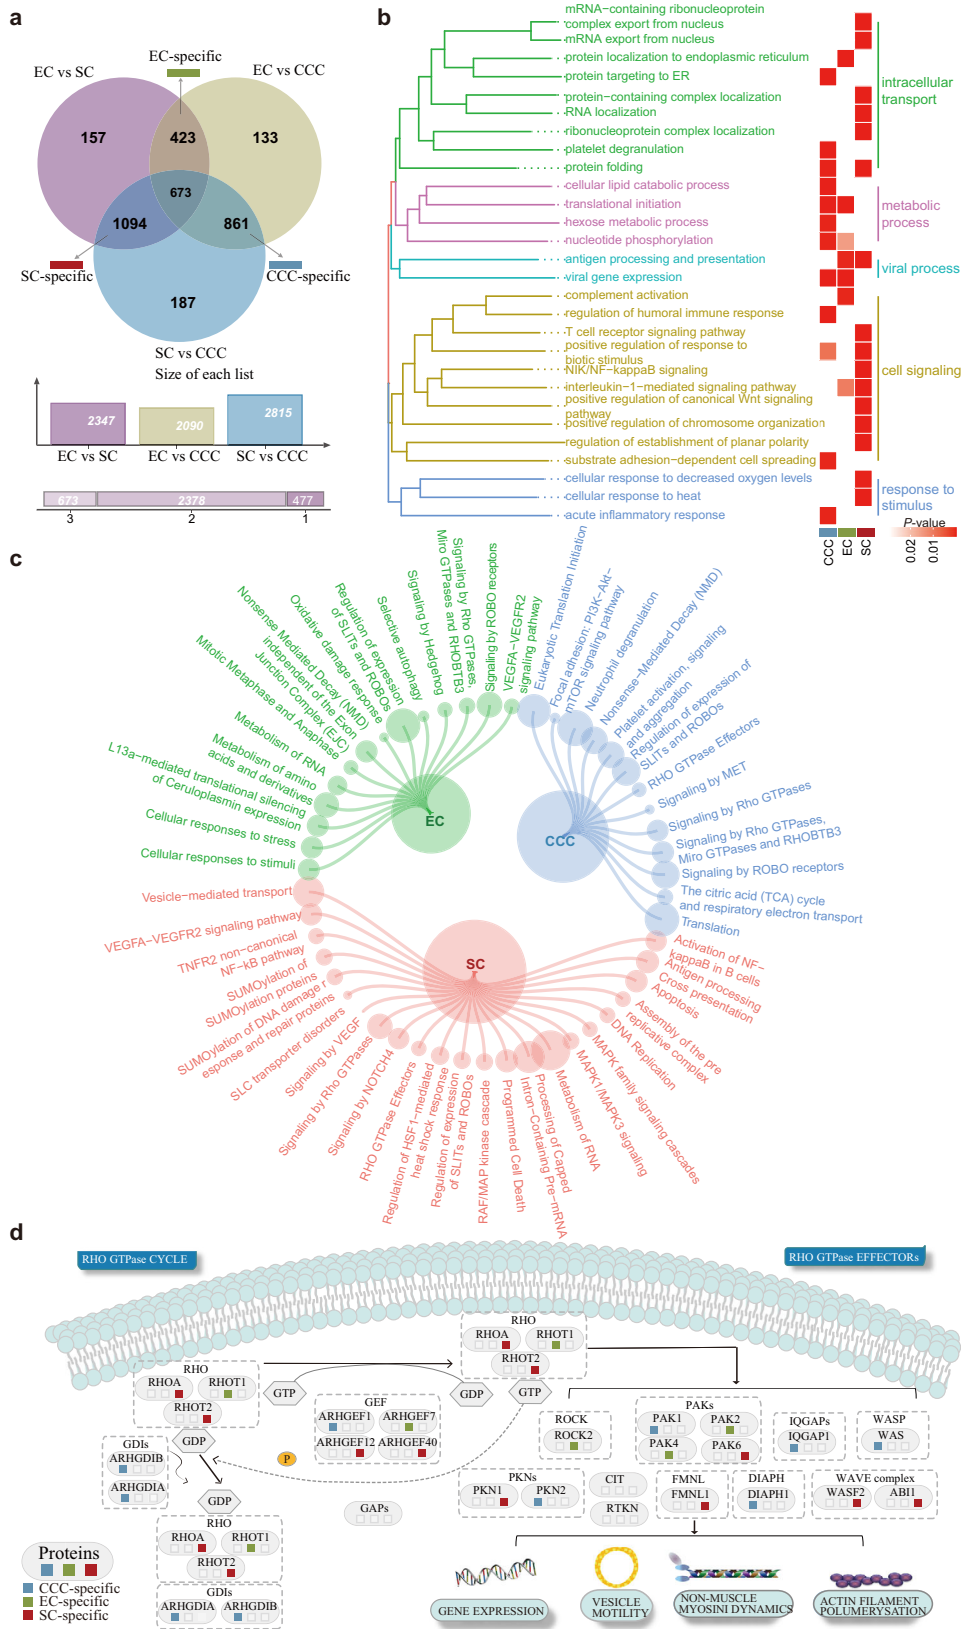 a
EC-specific
EC vs SC
EC vs CCC
157
423
133
673
1094
861
SC-specific
CCC-specific
187
SC vs CCC
Size of each list
2347
2090
2815
EC vs SC
EC vs CCC
SC vs CCC
673
2378
477
3
2
1
b
mRNA−containing ribonucleoprotein
complex export from nucleus
mRNA export from nucleus
protein localization to endoplasmic reticulum
protein targeting to ER
protein−containing complex localization
RNA localization
ribonucleoprotein complex localization
platelet degranulation
protein folding
cellular lipid catabolic process
translational initiation
hexose metabolic process
nucleotide phosphorylation
antigen processing and presentation
viral gene expression
complement activation
regulation of humoral immune response
T cell receptor signaling pathway
positive regulation of response to
biotic stimulus
NIK/NF−kappaB signaling
interleukin−1−mediated signaling pathway
positive regulation of canonical Wnt signaling
pathway
positive regulation of chromosome organization
regulation of establishment of planar polarity
substrate adhesion−dependent cell spreading
cellular response to decreased oxygen levels
cellular response to heat
acute inflammatory response
intracellular
transport
metabolic
process
viral process
cell signaling
response to
stimulus
CCC
EC
SC
P-value
0.02
0.01
c
Cellular responses to stimuli
Cellular responses to stress
L13a−mediated translational silencing
of Ceruloplasmin expression
Metabolism of amino
acids and derivatives
Metabolism of RNA
Mitotic Metaphase and Anaphase
Nonsense Mediated Decay (NMD)
independent of the Exon
Junction Complex (EJC)
Oxidative damage response
Regulation of expression
of SLITs and ROBOs
Selective autophagy
Signaling by Hedgehog
Signaling by Rho GTPases,
Miro GTPases and RHOBTB3
Signaling by ROBO receptors
VEGFA−VEGFR2
signaling pathway
EC
Eukaryotic Translation Initiation
Focal adhesion: PI3K−Akt−
mTOR signaling pathway
Neutrophil degranulation
Nonsense−Mediated Decay (NMD)
Platelet activation, signaling
and aggregation
Regulation of expression of
SLITs and ROBOs
RHO GTPase Effectors
Signaling by MET
Signaling by Rho GTPases
Signaling by Rho GTPases,
Miro GTPases and RHOBTB3
Signaling by ROBO receptors
The citric acid (TCA) cycle
and respiratory electron transport
Translation
CCC
Activation of NF−
kappaB in B cells
Antigen processing
Cross presentation
Apoptosis
Assembly of the pre
replicative complex
DNA Replication
MAPK family signaling cascades
MAPK1/MAPK3 signaling
Metabolism of RNA
Processing of Capped
Intron−Containing Pre−mRNA
Programmed Cell Death
RAF/MAP kinase cascade
Regulation of expression
of SLITs and ROBOs
Regulation of HSF1−mediated
heat shock response
RHO GTPase Effectors
Signaling by NOTCH4
Signaling by Rho GTPases
Signaling by VEGF
SLC transporter disorders
SUMOylation of DNA damage r
esponse and repair proteins
SUMOylation of
SUMOylation proteins
TNFR2 non−canonical
NF−kB pathway
VEGFA−VEGFR2 signaling pathway
Vesicle−mediated transport
SC
d
RHO GTPase CYCLE
RHO GTPase EFFECTORs
RHO
RHOA
RHOT1
RHOT2
GDP
GTP
GDP
GTP
RHO
RHOA
RHOT1
RHOT2
GEF
ARHGEF1
ARHGEF7
ARHGEF12
ARHGEF40
P
GAPs
GDIs
ARHGDIB
ARHGDIA
GDP
RHO
RHOA
RHOT1
RHOT2
GDIs
ARHGDIA
ARHGDIB
ROCK
ROCK2
PAKs
PAK1
PAK2
PAK4
PAK6
IQGAPs
IQGAP1
WASP
WAS
PKNs
PKN1
PKN2
CIT
RTKN
FMNL
FMNL1
DIAPH
DIAPH1
WAVE complex
WASF2
ABI1
Proteins
CCC-specific
EC-specific
SC-specific
GENE EXPRESSION
VESICLE
MOTILITY
NON-MUSCLE
MYOSINI DYNAMICS
ACTIN FILAMENT
POLUMERYSATION